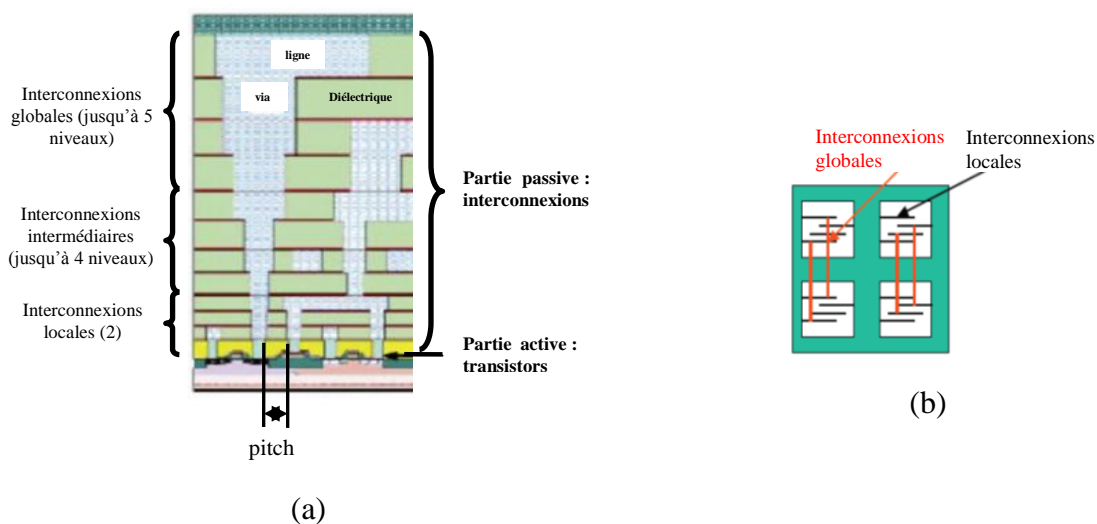 ligne
via
Diélectrique
Interconnexions
globales (jusqu'à 5
niveaux)
Interconnexions
intermédiaires
(jusqu'à 4 niveaux)
Interconnexions
locales (2)
Partie passive :
interconnexions
Partie active :
transistors
pitch
(a)
Interconnexions
globales
Interconnexions
locales
(b)